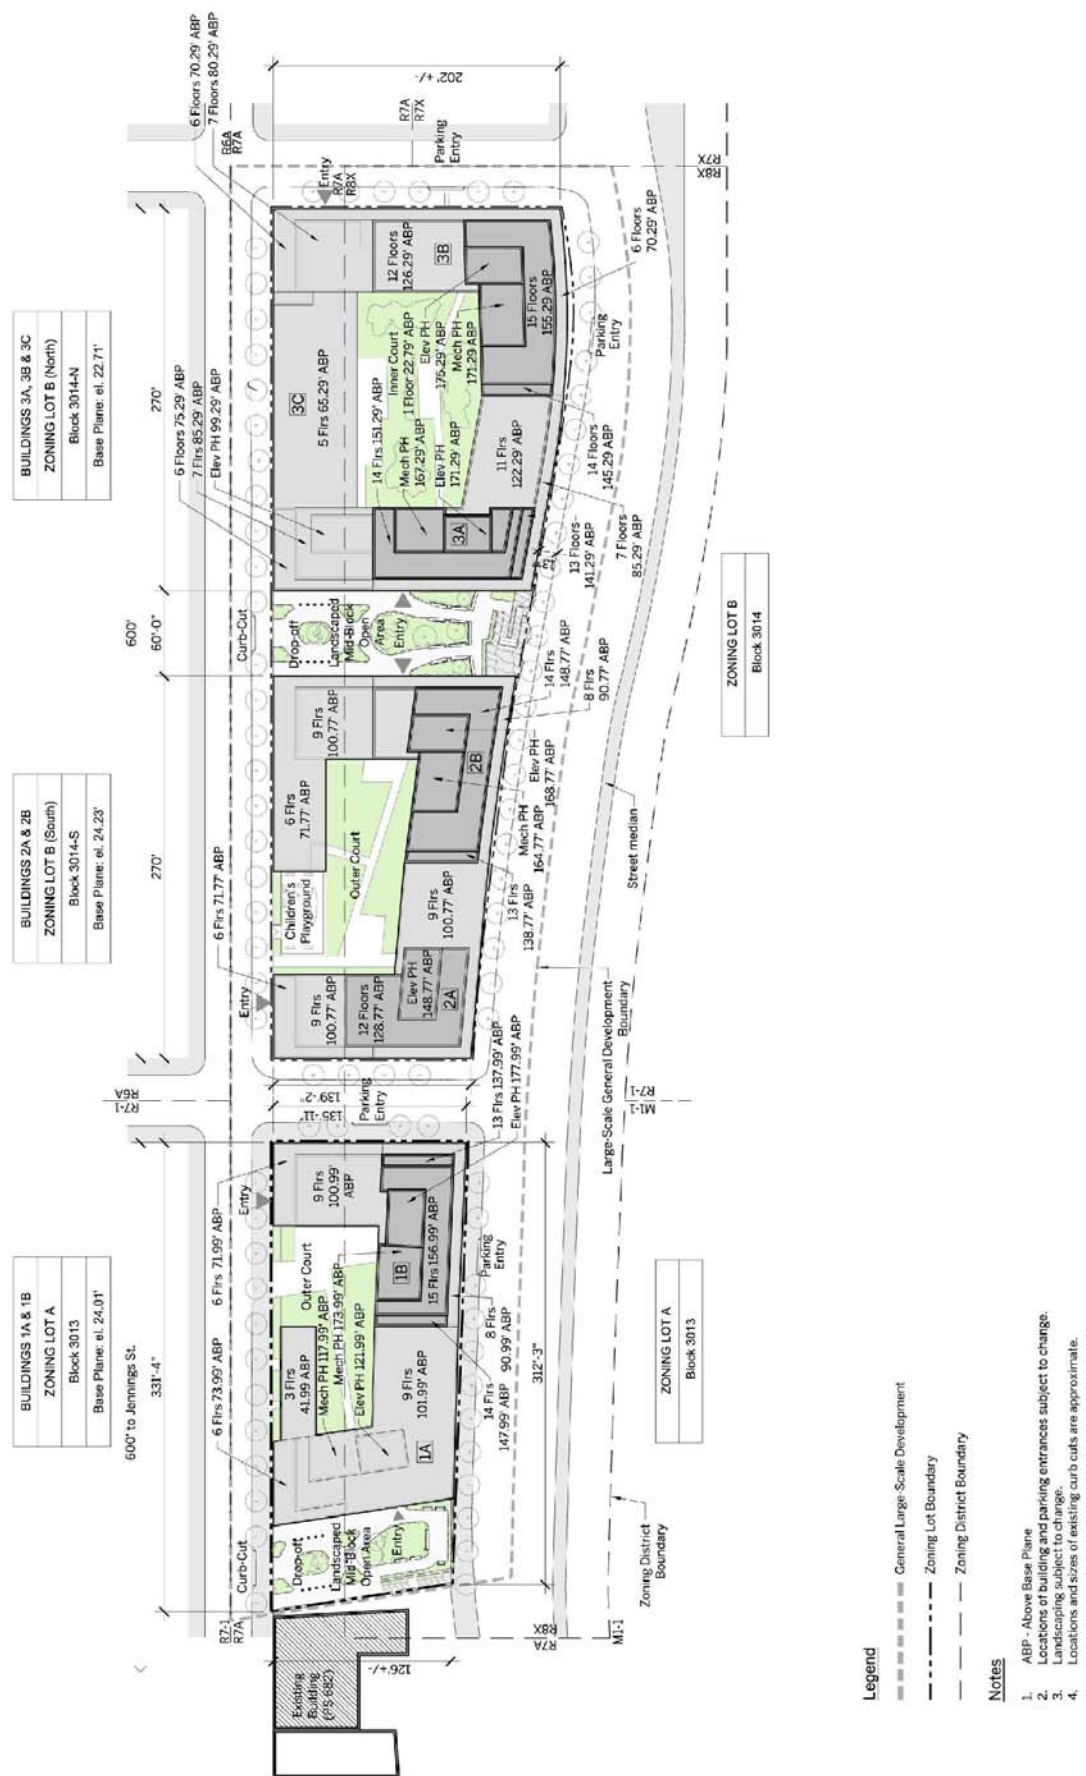 BUILDINGS 1A & 1B
ZONING LOT A
Block 3013
Base Plane: el. 24.01'
BUILDINGS 2A & 2B
ZONING LOT B (South)
Block 3014-S
Base Plane: el. 24.23'
BUILDINGS 3A, 3B & 3C
ZONING LOT B (North)
Block 3014-N
Base Plane: el. 22.71'
600' to Jennings St.
331'-4"
R7-1
R6A
270'
600'
60'-0"
270'
6 Flrs 73.99' ABP
6 Flrs 71.99' ABP
Entry
Entry
6 Flrs 71.77' ABP
Curb-Cut
6 Floors 75.29' ABP
7 Flrs 85.29' ABP
Elev PH 99.29' ABP
6 Floors 70.29' ABP
7 Floors 80.29' ABP
R6A
R7A
R7-1
R7A
Curb-Cut
Existing
Building
(PS 682)
126'+/-
Drop-off
Landscaped
Mid-Block
Open Area
Entry
3 Flrs
41.99 ABP
Outer Court
Mech PH 117.99' ABP
Mech PH 173.99' ABP
Elev PH 121.99' ABP
1A
9 Flrs
101.99' ABP
9 Flrs
100.99'
ABP
1B
15 Flrs 156.99' ABP
14 Flrs
147.99' ABP
8 Flrs
90.99' ABP
Parking
Entry
312'-3"
135'-11"
139'-2"
Parking
Entry
13 Flrs 137.99' ABP
Elev PH 177.99' ABP
9 Flrs
100.77' ABP
12 Floors
128.77' ABP
Elev PH
148.77' ABP
2A
Children's
Playground
Outer Court
6 Flrs
71.77' ABP
9 Flrs
100.77' ABP
9 Flrs
100.77' ABP
2B
13 Flrs
138.77' ABP
Mech PH
164.77' ABP
Elev PH
168.77' ABP
14 Flrs
148.77' ABP
8 Flrs
90.77' ABP
Drop-off
Landscaped
Mid-Block
Open
Area
Entry
3C
5 Flrs 65.29' ABP
14 Flrs 151.29' ABP
Mech PH
167.29' ABP
Elev PH
171.29' ABP
3A
Inner Court
1 Floor 22.79' ABP
Elev PH
175.29' ABP
Mech PH
171.29' ABP
11 Flrs
122.29' ABP
12 Floors
126.29' ABP
3B
15 Floors
155.29' ABP
Entry
R7A
R8X
Parking
Entry
R7A
R7X
202' +/-
13 Floors
141.29' ABP
7 Floors
85.29' ABP
14 Floors
145.29' ABP
Parking
Entry
6 Floors
70.29' ABP
R8X
R7X
R8X
R7A
M1-1
Zoning District
Boundary
Large-Scale General Development
Boundary
R7-1
M1-1
Street median
ZONING LOT A
Block 3013
ZONING LOT B
Block 3014
Legend
General Large-Scale Development
Zoning Lot Boundary
Zoning District Boundary
Notes
1. ABP - Above Base Plane
2. Locations of building and parking entrances subject to change.
3. Landscaping subject to change.
4. Locations and sizes of existing curb cuts are approximate.